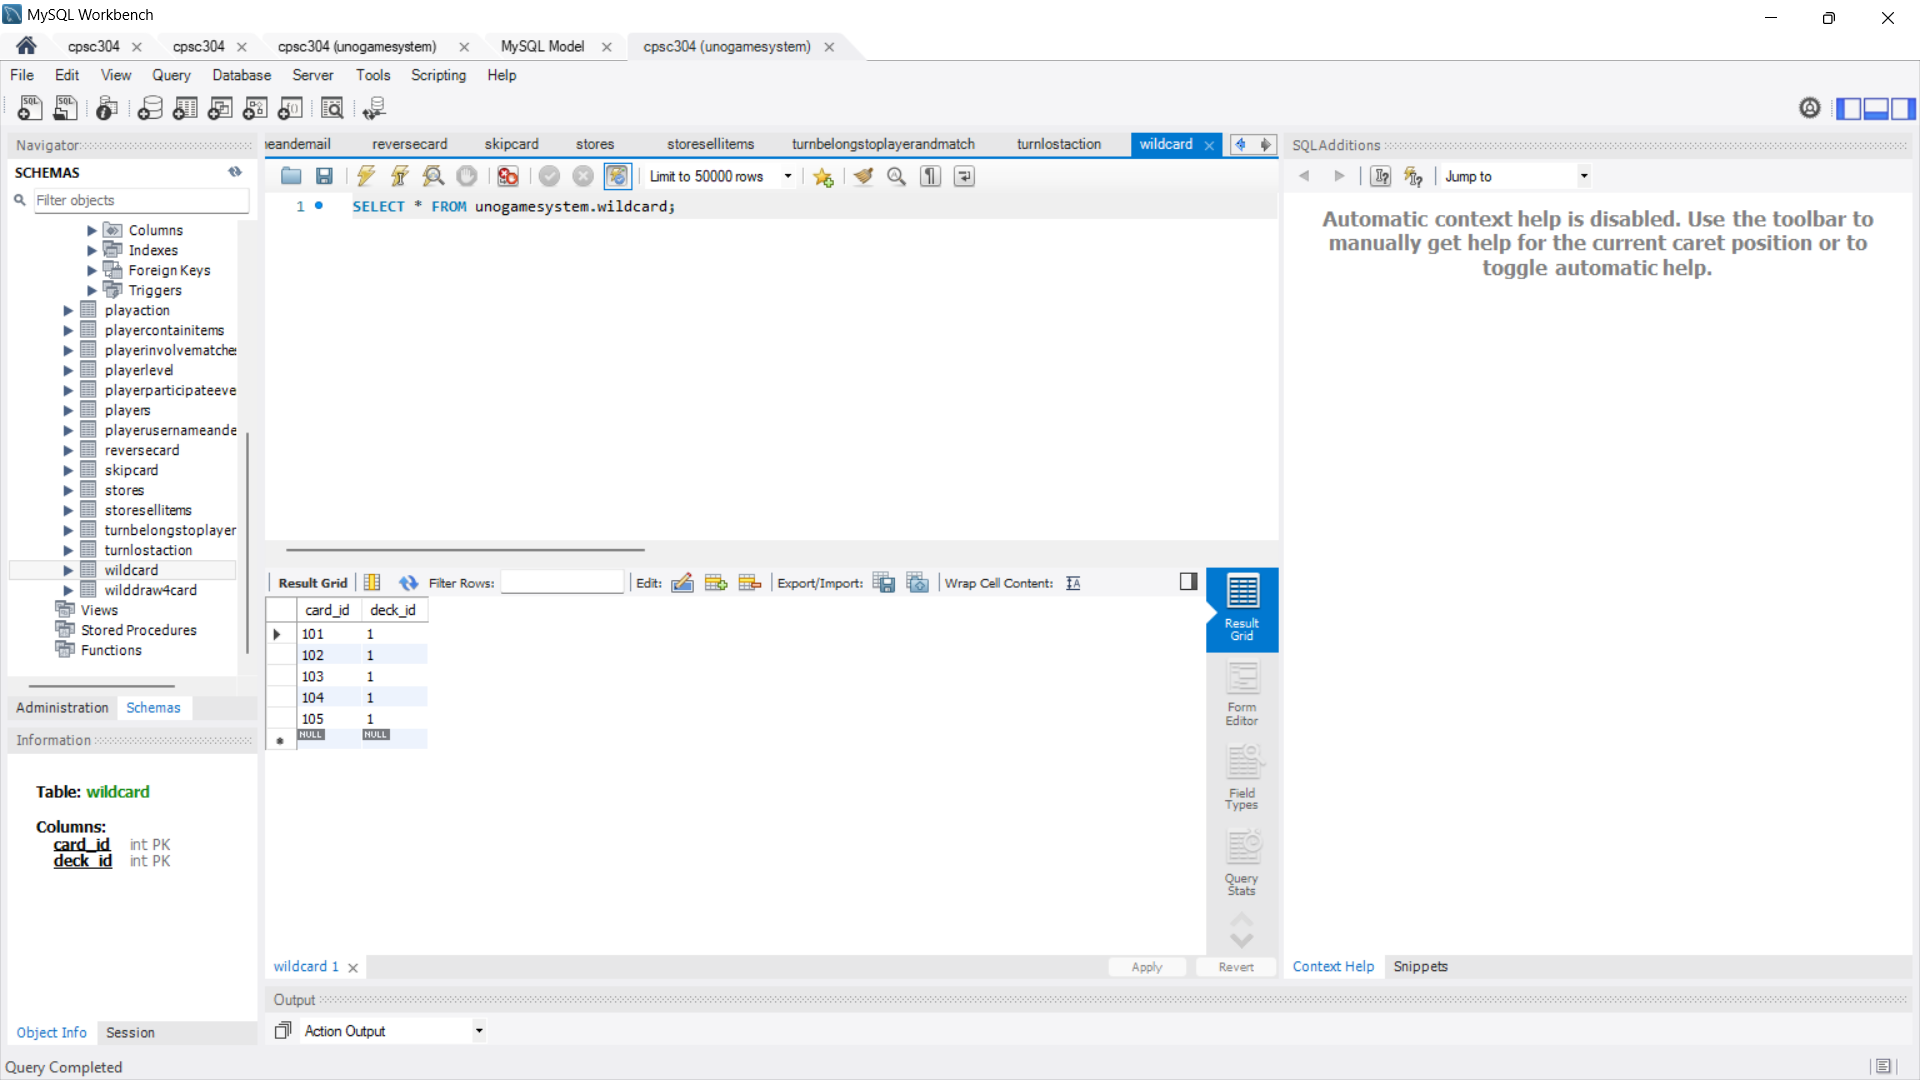 MySQL Workbench
cpsc304
cpsc304
cpsc304 (unogamesystem)
MySQL Model
cpsc304 (unogamesystem)
File Edit View Query Database Server Tools Scripting Help
Navigator
SCHEMAS
Filter objects
Columns
Indexes
Foreign Keys
Triggers
playaction
playercontainitems
playerinvolvematche
playerlevel
playerparticipateeve
players
playerusernameande
reversecard
skipcard
stores
storesellitems
turnbelongstoplayer
turnlostaction
wildcard
wilddraw4card
Views
Stored Procedures
Functions
Administration Schemas
Information
Table: wildcard
Columns:
card_id int PK
deck_id int PK
Object Info Session
Query Completed
neandemail reversecard skipcard stores storesellitems turnbelongstoplayerandmatch turnlostaction wildcard
Limit to 50000 rows
1 SELECT * FROM unogamesystem.wildcard;
Result Grid Filter Rows: Edit: Export/Import: Wrap Cell Content:
card_id deck_id
101 1
102 1
103 1
104 1
105 1
NULL NULL
Result Grid
Form Editor
Field Types
Query Stats
wildcard 1
Apply Revert
Output
Action Output
SQLAdditions
Jump to
Automatic context help is disabled. Use the toolbar to
manually get help for the current caret position or to
toggle automatic help.
Context Help Snippets